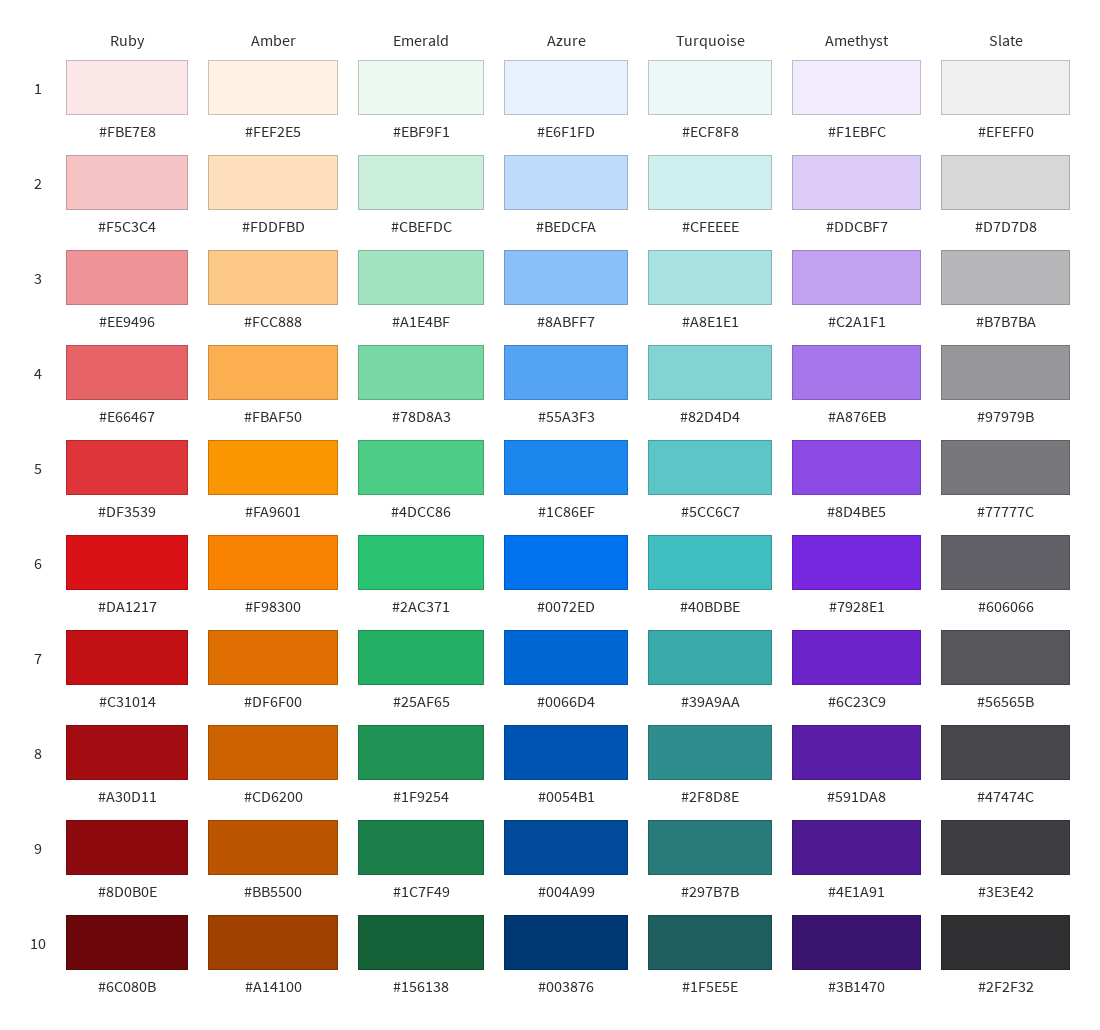 Ruby Amber Emerald Azure Turquoise Amethyst Slate
1
#FBE7E8 #FEF2E5 #EBF9F1 #E6F1FD #ECF8F8 #F1EBFC #EFEFF0
2
#F5C3C4 #FDDFBD #CBEFDC #BEDCFA #CFEEEE #DDCBF7 #D7D7D8
3
#EE9496 #FCC888 #A1E4BF #8ABFF7 #A8E1E1 #C2A1F1 #B7B7BA
4
#E66467 #FBAF50 #78D8A3 #55A3F3 #82D4D4 #A876EB #97979B
5
#DF3539 #FA9601 #4DCC86 #1C86EF #5CC6C7 #8D4BE5 #77777C
6
#DA1217 #F98300 #2AC371 #0072ED #40BDBE #7928E1 #606066
7
#C31014 #DF6F00 #25AF65 #0066D4 #39A9AA #6C23C9 #56565B
8
#A30D11 #CD6200 #1F9254 #0054B1 #2F8D8E #591DA8 #47474C
9
#8D0B0E #BB5500 #1C7F49 #004A99 #297B7B #4E1A91 #3E3E42
10
#6C080B #A14100 #156138 #003876 #1F5E5E #3B1470 #2F2F32